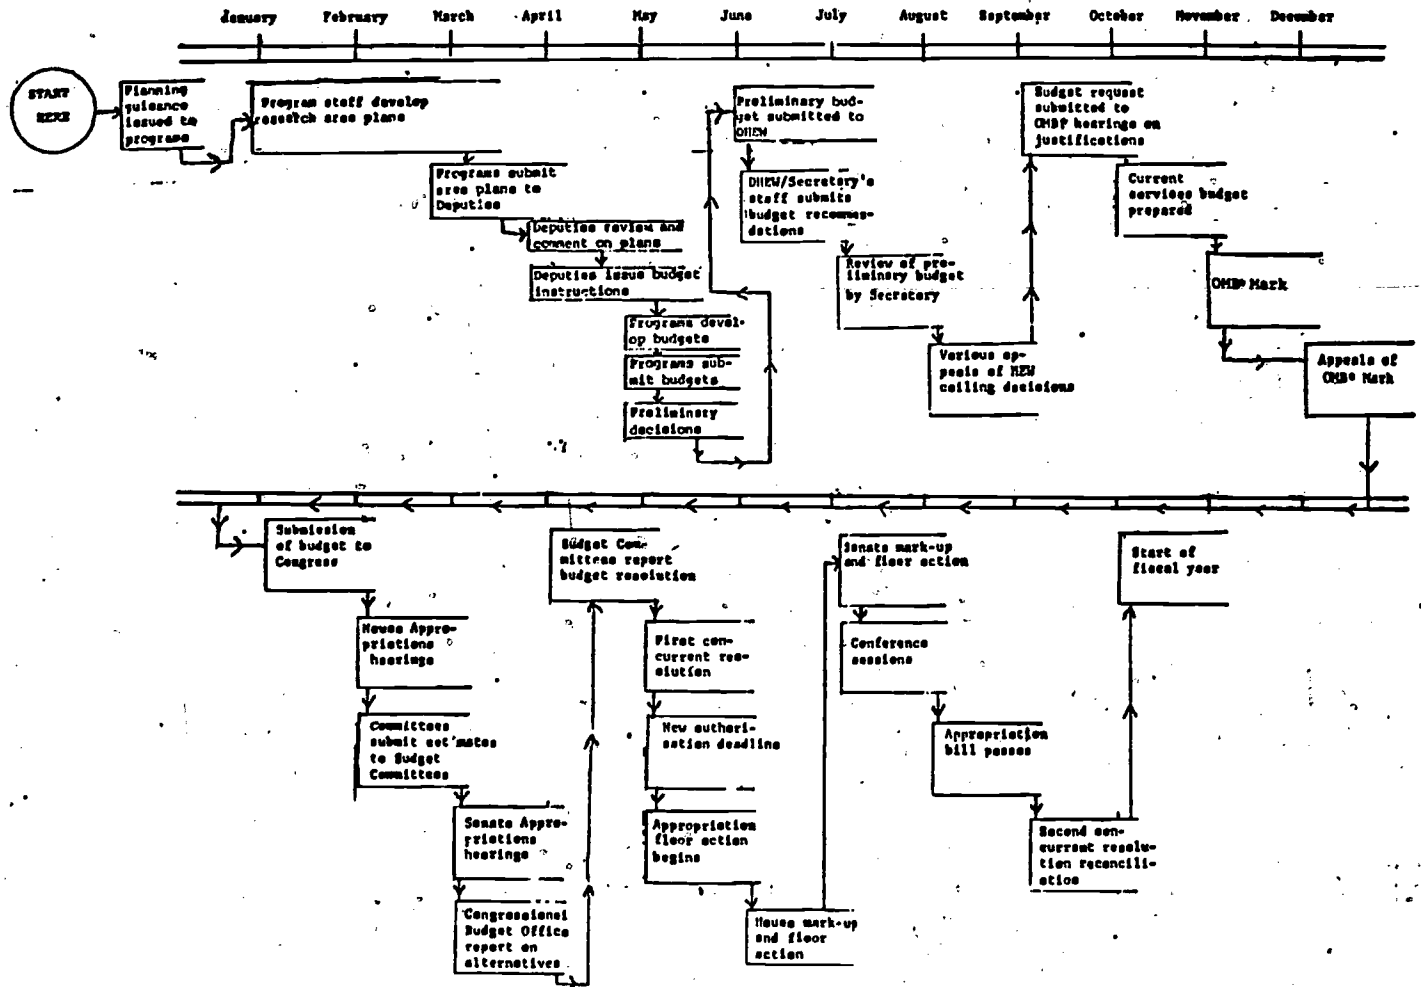 January February March April May June July August September October November December
START
HERE
Planning
guidance
issued to
programs
Program staff develop
research area plans
Programs submit
area plans to
Deputies
Deputies review and
comment on plans
Deputies issue budget
instructions
Programs devel-
op budgets
Programs sub-
mit budgets
Preliminary
decisions
Preliminary bud-
get submitted to
DHEW
DHEW/Secretary's
staff submits
budget recommen-
dations
Review of pre-
liminary budget
by Secretary
Various ap-
peals of HEW
ceiling decisions
Budget request
submitted to
OMB* hearings on
justifications
Current
services budget
prepared
OMB* Mark
Appeals of
OMB* Mark
Submission
of budget to
Congress
House Appro-
priations
hearings
Committees
submit estimates
to Budget
Committees
Senate Appro-
priations
hearings
Congressional
Budget Office
report on
alternatives
Budget Com-
mittees report
budget resolution
First con-
current res-
olution
New authori-
zation deadline
Appropriation
floor action
begins
House mark-up
and floor
action
Senate mark-up
and floor action
Conference
sessions
Appropriation
bill passes
Second con-
current resolu-
tion reconcili-
ation
Start of
fiscal year